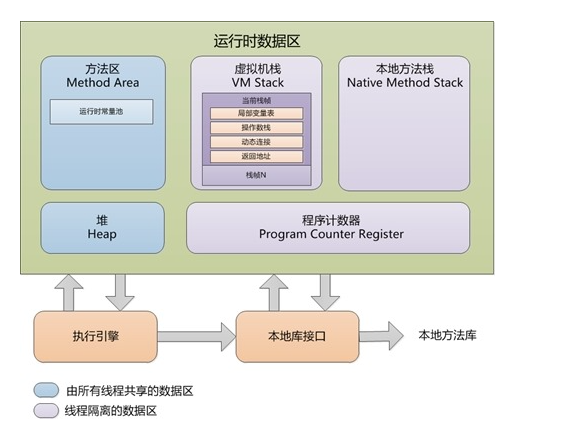 运行时数据区
方法区
Method Area
运行时常量池
虚拟机栈
VM Stack
当前栈帧
局部变量表
操作数栈
动态连接
返回地址
栈帧N
本地方法栈
Native Method Stack
堆
Heap
程序计数器
Program Counter Register
执行引擎
本地库接口
本地方法库
由所有线程共享的数据区
线程隔离的数据区